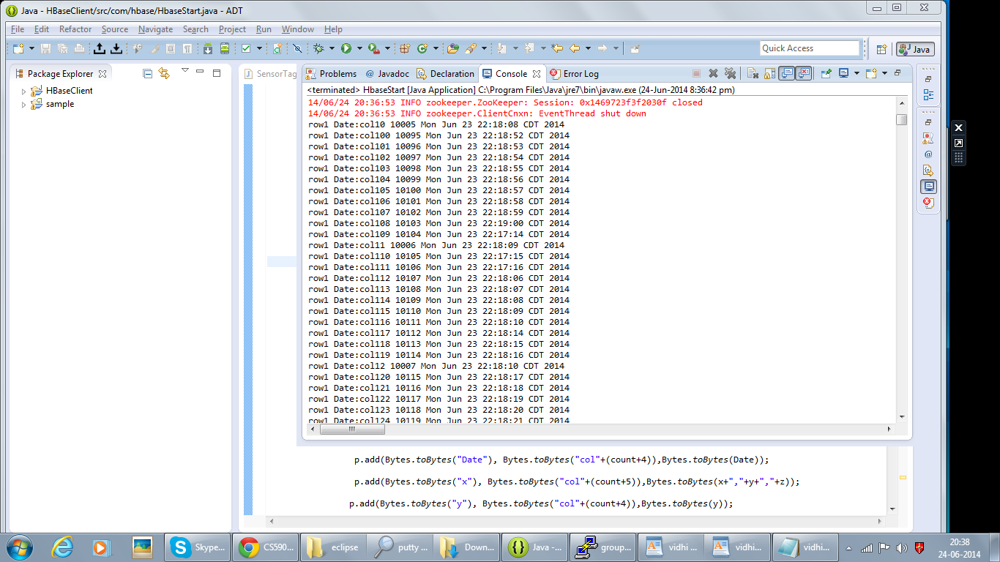 Java - HBaseClient/src/com/hbase/HbaseStart.java - ADT
File Edit Refactor Source Navigate Search Project Run Window Help
Quick Access
Java
Package Explorer
HBaseClient
sample
SensorTag
Problems Javadoc Declaration Console Error Log
<terminated> HbaseStart [Java Application] C:\Program Files\Java\jre7\bin\javaw.exe (24-Jun-2014 8:36:42 pm)
14/06/24 20:36:53 INFO zookeeper.ZooKeeper: Session: 0x1469723f3f2030f closed
14/06/24 20:36:53 INFO zookeeper.ClientCnxn: EventThread shut down
row1 Date:col10 10005 Mon Jun 23 22:18:08 CDT 2014
row1 Date:col100 10095 Mon Jun 23 22:18:52 CDT 2014
row1 Date:col101 10096 Mon Jun 23 22:18:53 CDT 2014
row1 Date:col102 10097 Mon Jun 23 22:18:54 CDT 2014
row1 Date:col103 10098 Mon Jun 23 22:18:55 CDT 2014
row1 Date:col104 10099 Mon Jun 23 22:18:56 CDT 2014
row1 Date:col105 10100 Mon Jun 23 22:18:57 CDT 2014
row1 Date:col106 10101 Mon Jun 23 22:18:58 CDT 2014
row1 Date:col107 10102 Mon Jun 23 22:18:59 CDT 2014
row1 Date:col108 10103 Mon Jun 23 22:19:00 CDT 2014
row1 Date:col109 10104 Mon Jun 23 22:17:14 CDT 2014
row1 Date:col11 10006 Mon Jun 23 22:18:09 CDT 2014
row1 Date:col110 10105 Mon Jun 23 22:17:15 CDT 2014
row1 Date:col111 10106 Mon Jun 23 22:17:16 CDT 2014
row1 Date:col112 10107 Mon Jun 23 22:18:06 CDT 2014
row1 Date:col113 10108 Mon Jun 23 22:18:07 CDT 2014
row1 Date:col114 10109 Mon Jun 23 22:18:08 CDT 2014
row1 Date:col115 10110 Mon Jun 23 22:18:09 CDT 2014
row1 Date:col116 10111 Mon Jun 23 22:18:10 CDT 2014
row1 Date:col117 10112 Mon Jun 23 22:18:14 CDT 2014
row1 Date:col118 10113 Mon Jun 23 22:18:15 CDT 2014
row1 Date:col119 10114 Mon Jun 23 22:18:16 CDT 2014
row1 Date:col12 10007 Mon Jun 23 22:18:10 CDT 2014
row1 Date:col120 10115 Mon Jun 23 22:18:17 CDT 2014
row1 Date:col121 10116 Mon Jun 23 22:18:18 CDT 2014
row1 Date:col122 10117 Mon Jun 23 22:18:19 CDT 2014
row1 Date:col123 10118 Mon Jun 23 22:18:20 CDT 2014
row1 Date:col124 10119 Mon Jun 23 22:18:21 CDT 2014
p.add(Bytes.toBytes("Date"), Bytes.toBytes("col"+(count+4)),Bytes.toBytes(Date));
p.add(Bytes.toBytes("x"), Bytes.toBytes("col"+(count+5)),Bytes.toBytes(x+","+y+","+z));
p.add(Bytes.toBytes("y"), Bytes.toBytes("col"+(count+4)),Bytes.toBytes(y));
Skype... CS590... eclipse putty ... Down... Java -... group... vidhi ... vidhi... vidhi...
20:38
24-06-2014